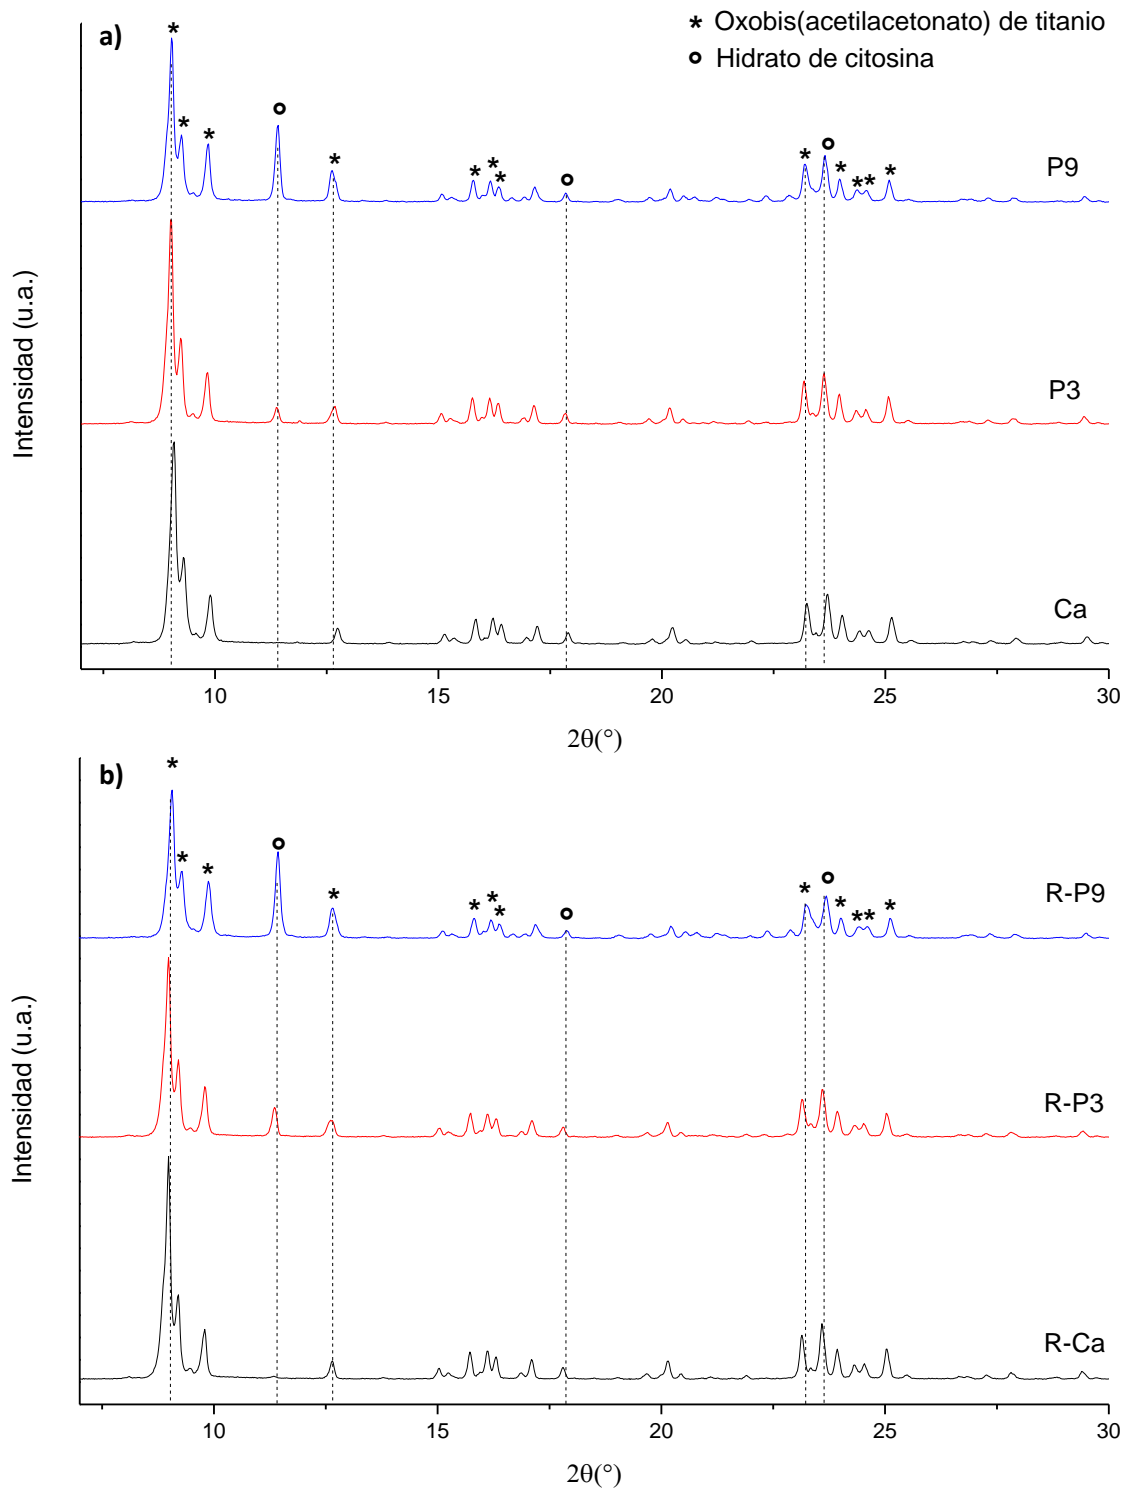 a)
* Oxobis(acetilacetonato) de titanio
Hidrato de citosina
P9
P3
Ca
Intensidad (u.a.)
10 15 20 25 30
2θ(°)
b)
R-P9
R-P3
R-Ca
Intensidad (u.a.)
10 15 20 25 30
2θ(°)